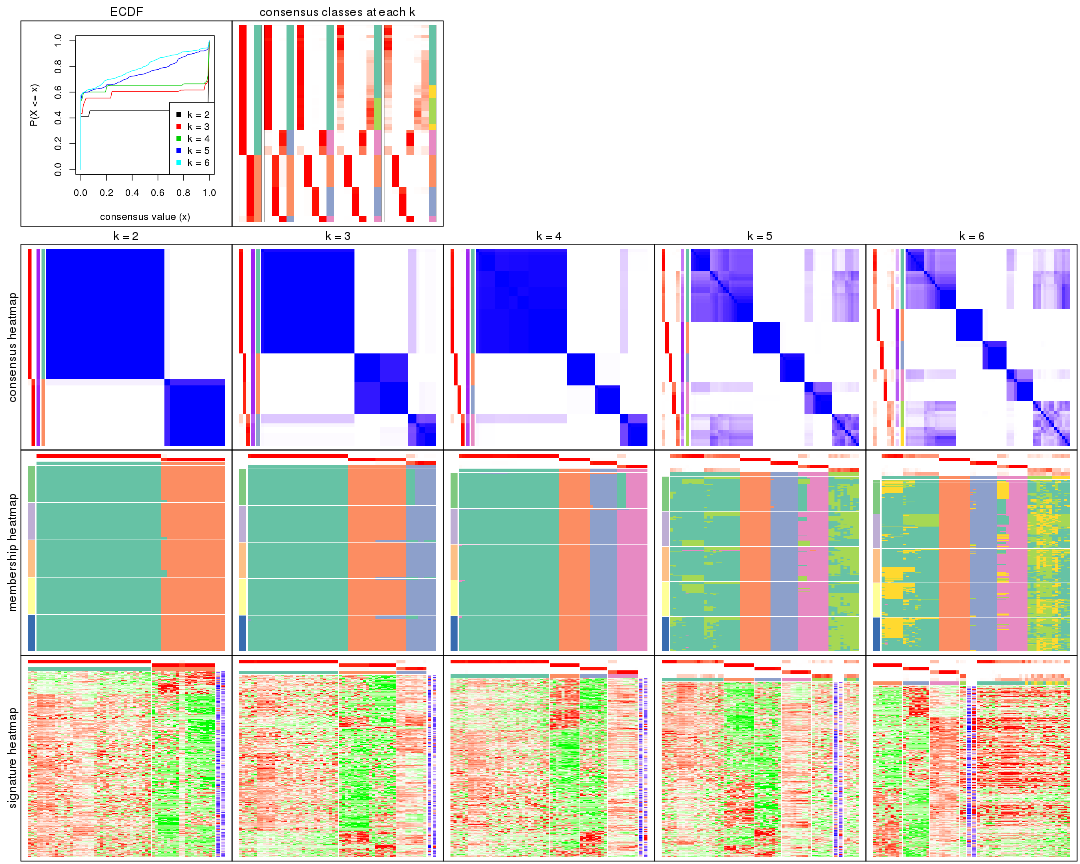 ECDF
consensus classes at each k
P(X <= x)
0.0 0.2 0.4 0.6 0.8 1.0
k = 2
k = 3
k = 4
k = 5
k = 6
0.0 0.2 0.4 0.6 0.8 1.0
consensus value (x)
k = 2
k = 3
k = 4
k = 5
k = 6
consensus heatmap
membership heatmap
signature heatmap